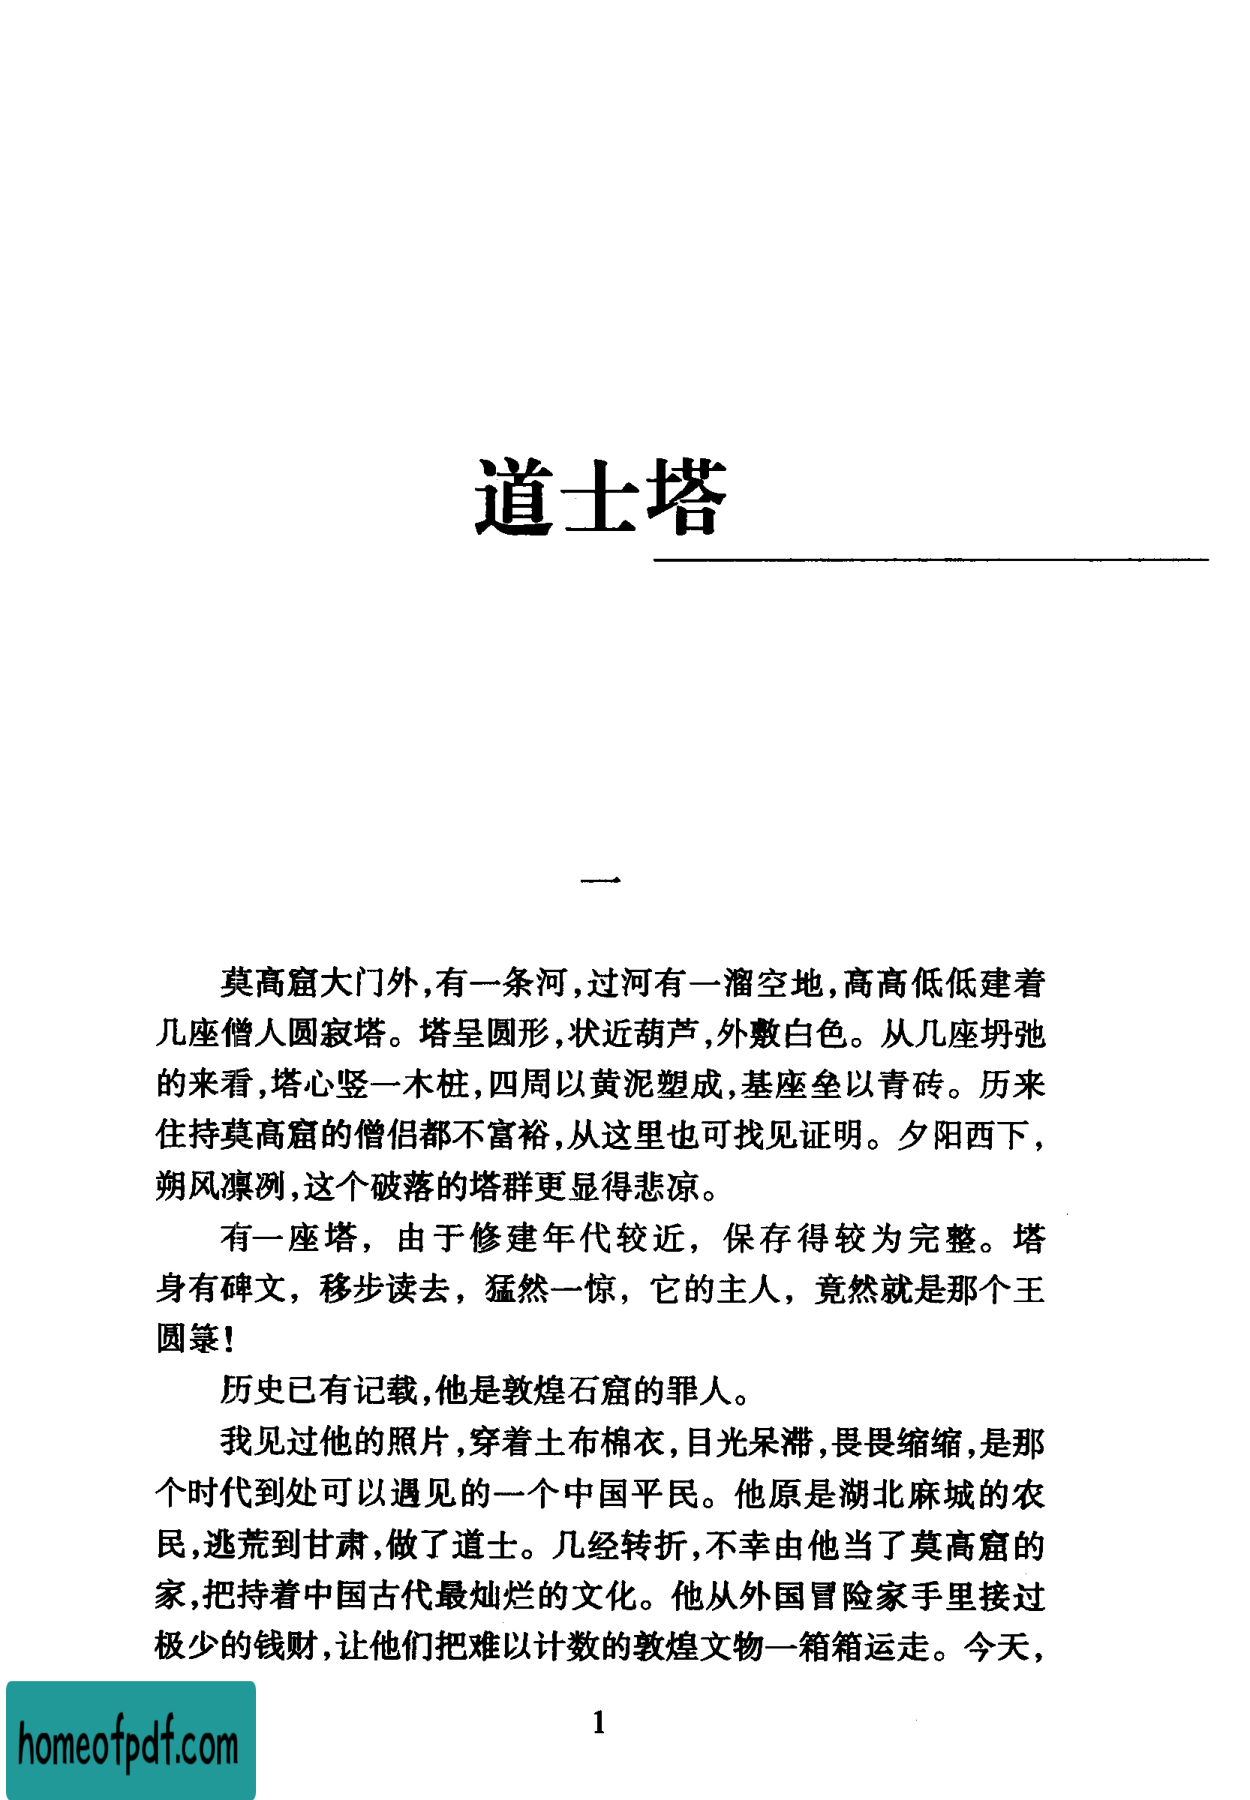 道士塔
一
莫高窟大门外,有一条河,过河有一溜空地,高高低低建着
几座僧人圆寂塔。塔呈圆形,状近葫芦,外敷白色。从几座坍弛
的来看,塔心竖一木桩,四周以黄泥塑成,基座垒以青砖。历来
住持莫高窟的僧侣都不富裕,从这里也可找见证明。夕阳西下,
朔风凛冽,这个破落的塔群更显得悲凉。
有一座塔，由于修建年代较近，保存得较为完整。塔
身有碑文，移步读去，猛然一惊，它的主人，竟然就是那个王
圆箓!
历史已有记载,他是敦煌石窟的罪人。
我见过他的照片,穿着土布棉衣,目光呆滞,畏畏缩缩,是那
个时代到处可以遇见的一个中国平民。他原是湖北麻城的农
民,逃荒到甘肃,做了道士。几经转折,不幸由他当了莫高窟的
家,把持着中国古代最灿烂的文化。他从外国冒险家手里接过
极少的钱财,让他们把难以计数的敦煌文物一箱箱运走。今天,
1
homeofpdf.com